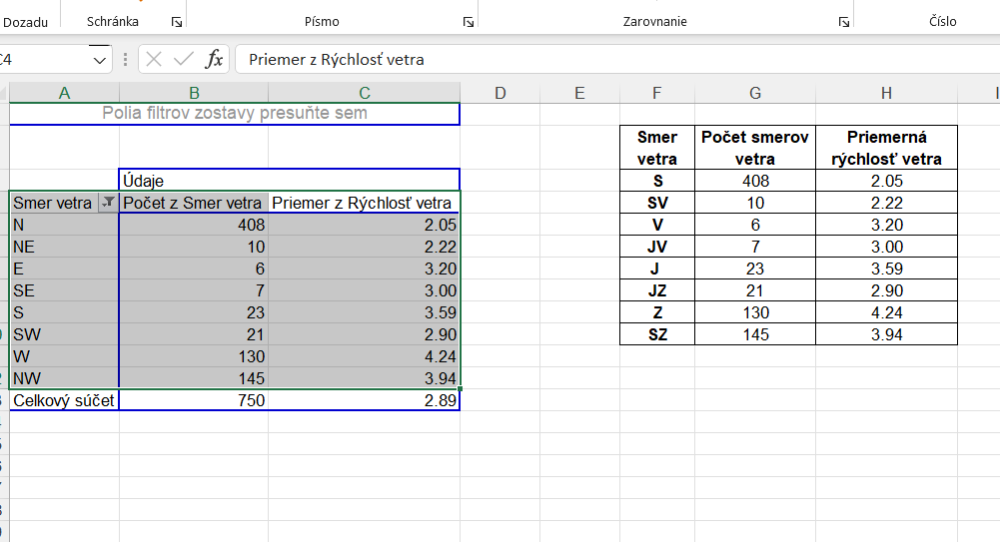 Dozadu Schránka Písmo Zarovnanie Číslo
C4 fx Priemer z Rýchlosť vetra
A B C D E F G H I
Polia filtrov zostavy presuňte sem
Smer vetra Počet smerov vetra Priemerná rýchlosť vetra
Údaje S 408 2.05
Smer vetra Počet z Smer vetra Priemer z Rýchlosť vetra SV 10 2.22
N 408 2.05 V 6 3.20
NE 10 2.22 JV 7 3.00
E 6 3.20 J 23 3.59
SE 7 3.00 JZ 21 2.90
S 23 3.59 Z 130 4.24
SW 21 2.90 SZ 145 3.94
W 130 4.24
NW 145 3.94
Celkový súčet 750 2.89